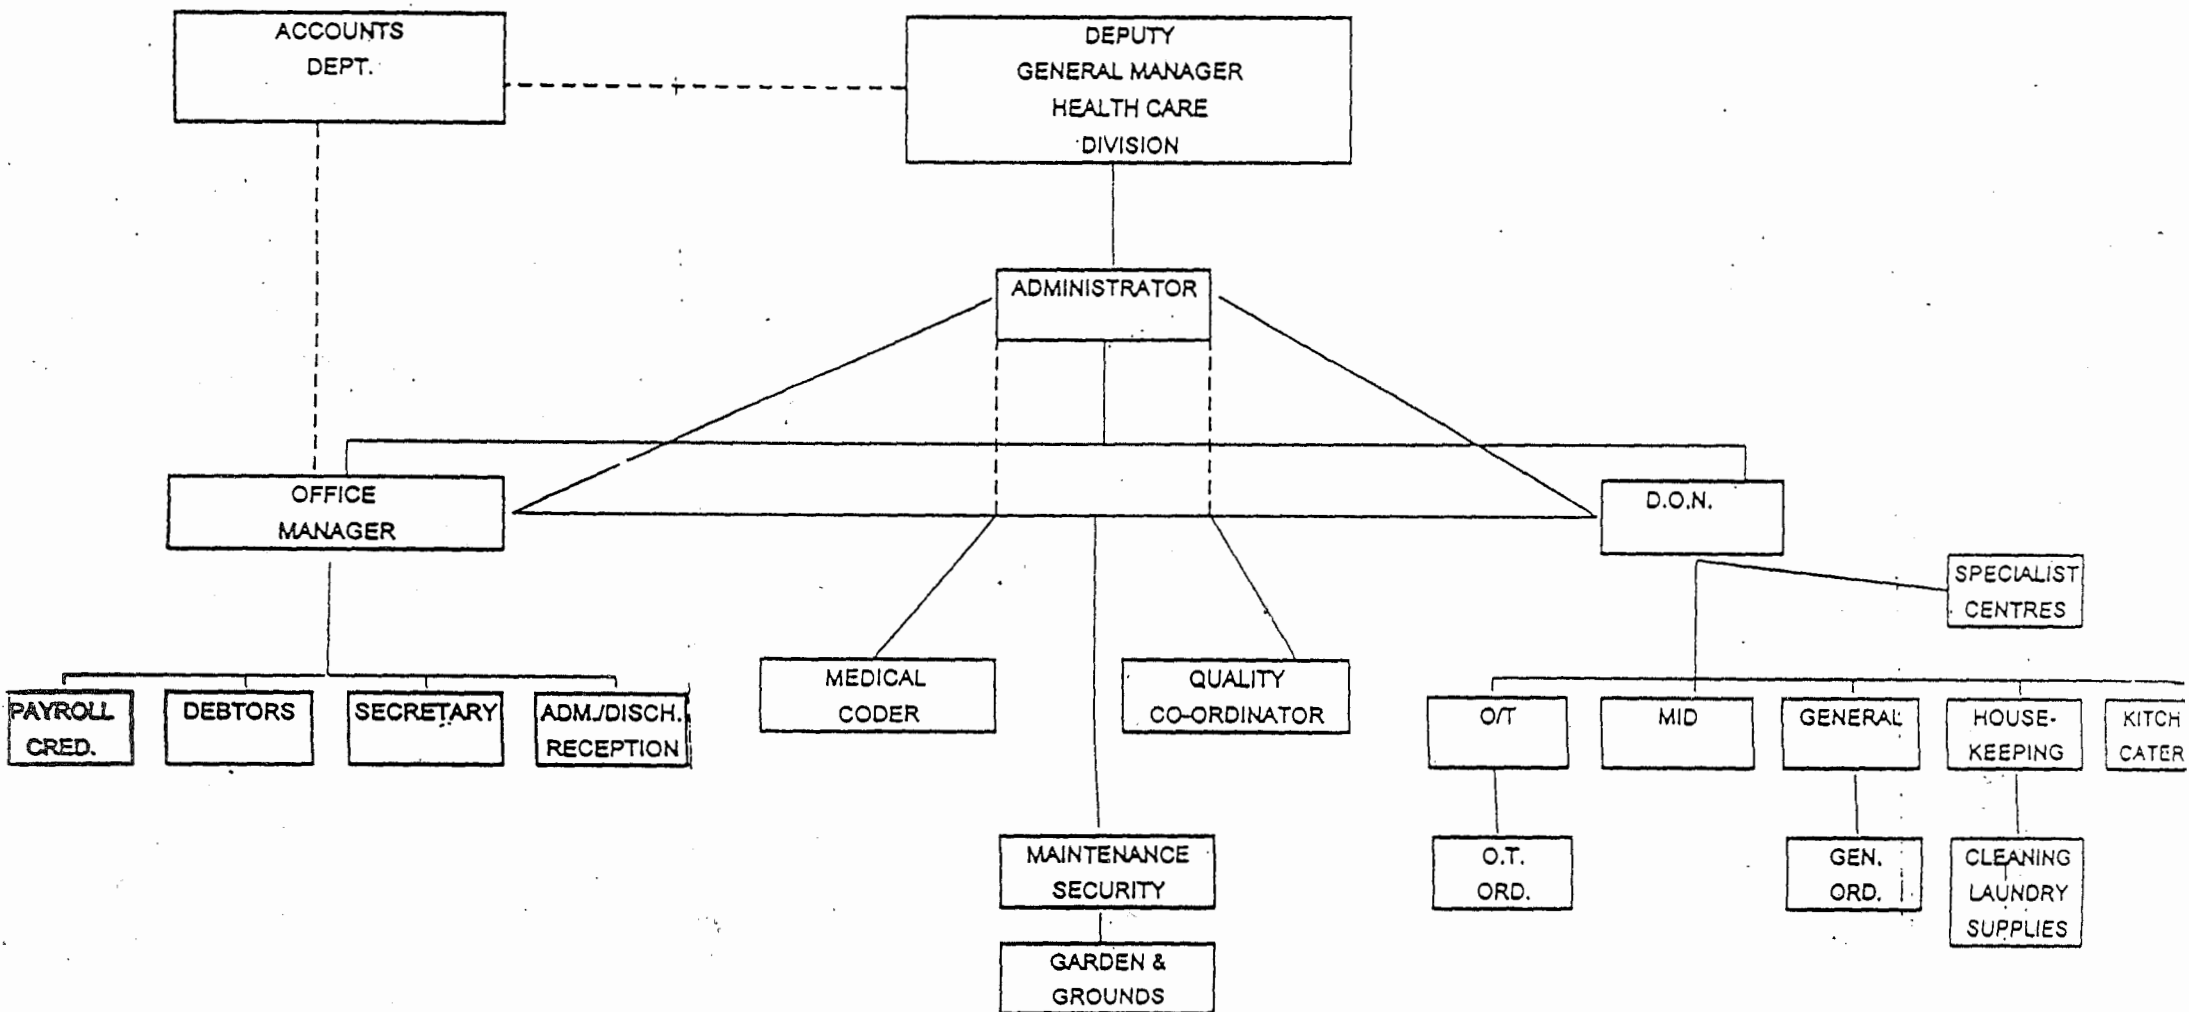 ACCOUNTS
DEPT.
DEPUTY
GENERAL MANAGER
HEALTH CARE
DIVISION
ADMINISTRATOR
OFFICE
MANAGER
D.O.N.
SPECIALIST
CENTRES
PAYROLL
CRED.
DEBTORS
SECRETARY
ADM./DISCH.
RECEPTION
MEDICAL
CODER
QUALITY
CO-ORDINATOR
O/T
MID
GENERAL
HOUSE-
KEEPING
KITCH
CATER
MAINTENANCE
SECURITY
O.T.
ORD.
GEN.
ORD.
CLEANING
LAUNDRY
SUPPLIES
GARDEN &
GROUNDS